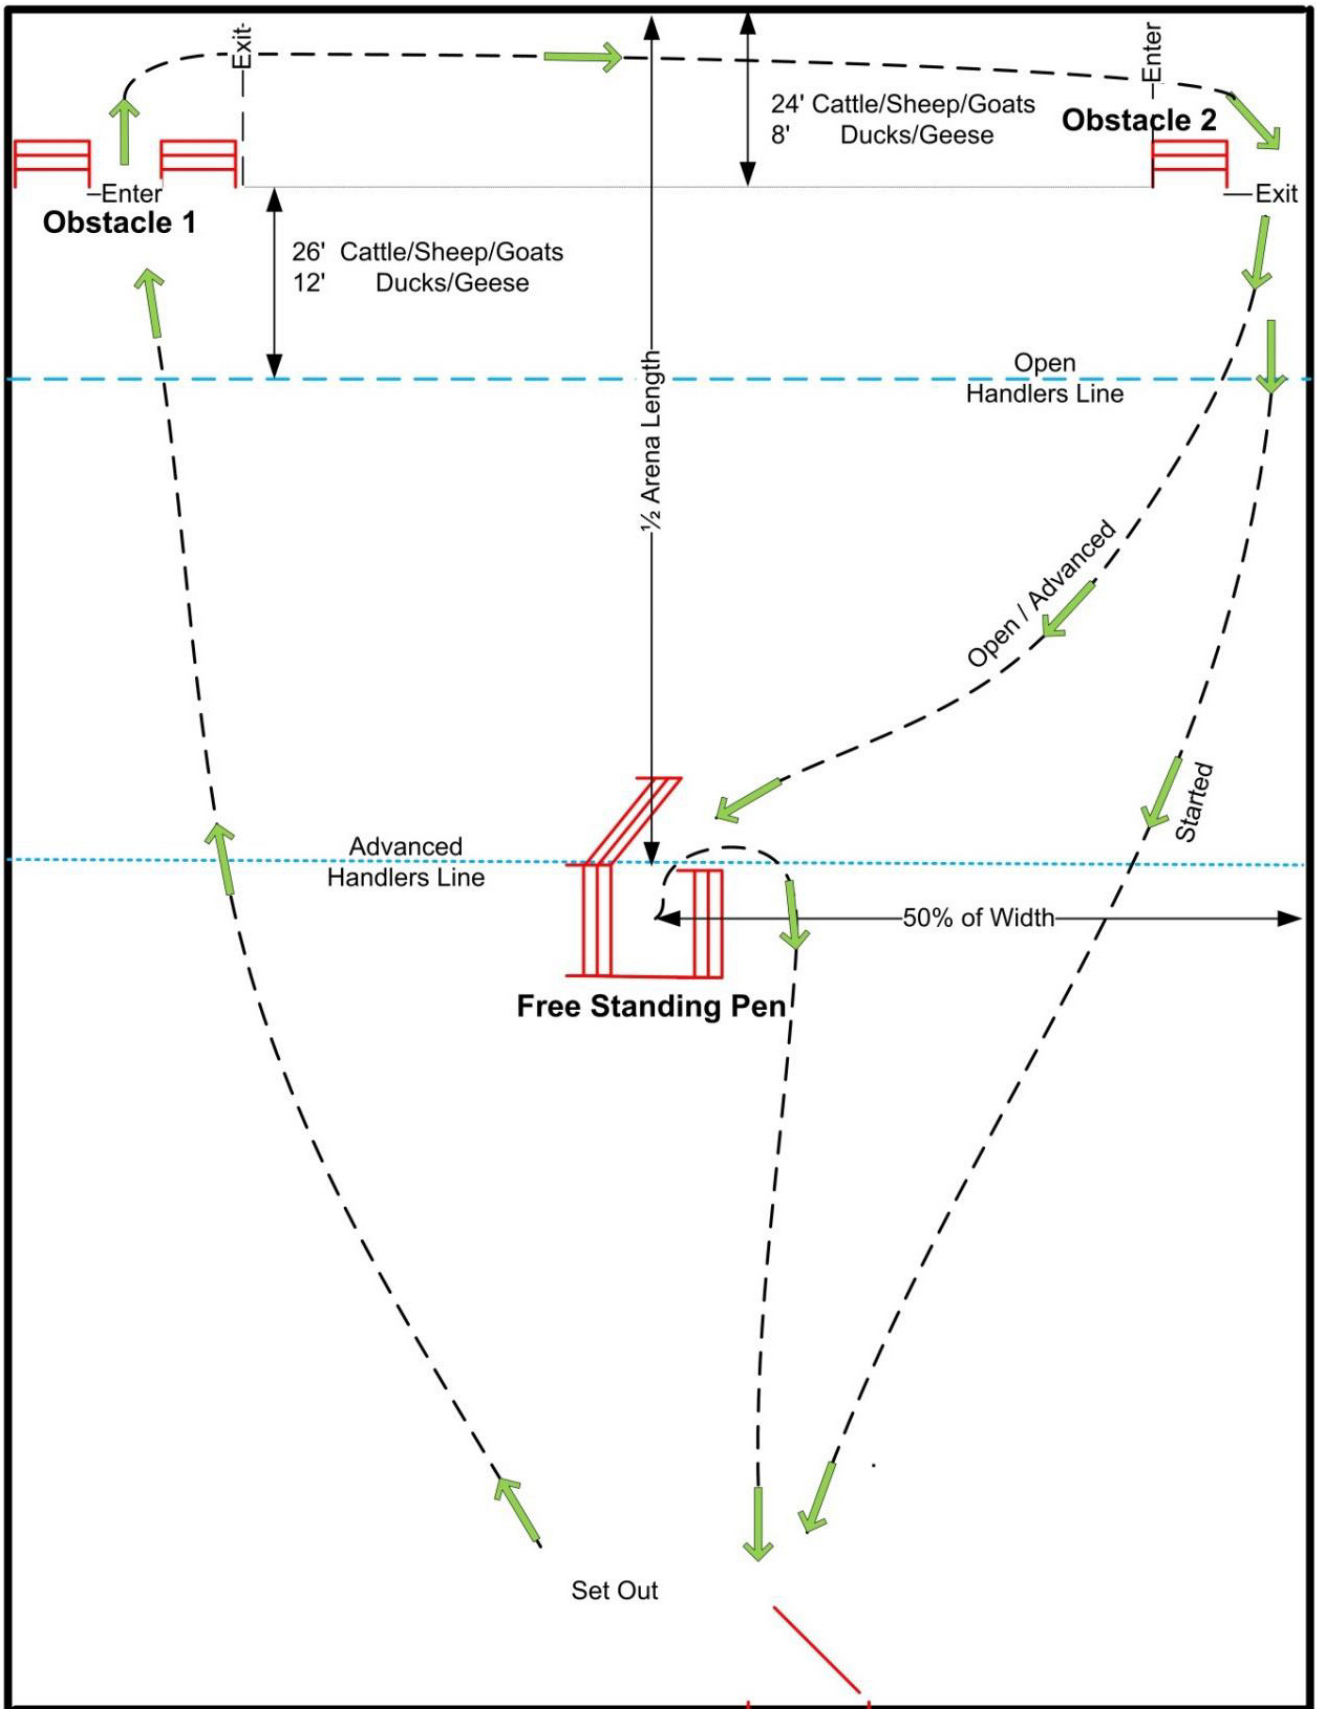 Exit
Enter
24' Cattle/Sheep/Goats
8' Ducks/Geese
Obstacle 2
Enter
Exit
Obstacle 1
26' Cattle/Sheep/Goats
12' Ducks/Geese
½ Arena Length
Open
Handlers Line
Open / Advanced
Started
Advanced
Handlers Line
50% of Width
Free Standing Pen
Set Out